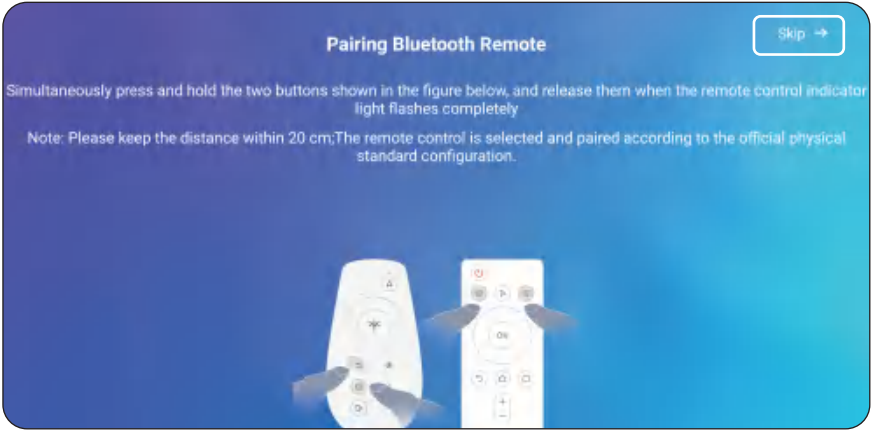 Skip →
Pairing Bluetooth Remote
Simultaneously press and hold the two buttons shown in the figure below, and release them when the remote control indicator
light flashes completely
Note: Please keep the distance within 20 cm;The remote control is selected and paired according to the official physical
standard configuration.
OK
+
−